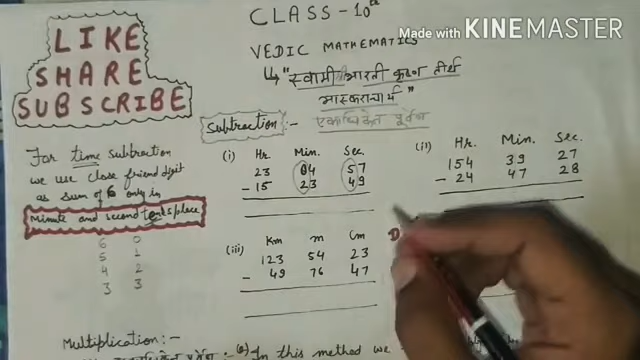 Made with KINEMASTER
CLASS - 10th
LIKE
SHARE
SUBSCRIBE
VEDIC MATHEMATICS
↳ "स्वामी भारती कृष्ण तीर्थ
भास्कराचार्य"
Subtraction :- एकाधिकेन पूर्वेण
For time subtraction
we use close friend digit
as sum of 6 only in
Minute and second tens place
6 0
5 1
4 2
3 3
(i) Hr. Min. Sec.
23 04 57
- 15 23 49
(ii) Hr. Min. Sec.
154 39 27
- 24 47 28
(iii) Km m Cm
123 54 23
- 49 76 47
D
Multiplication :-
पूर्वेण :- In this method we